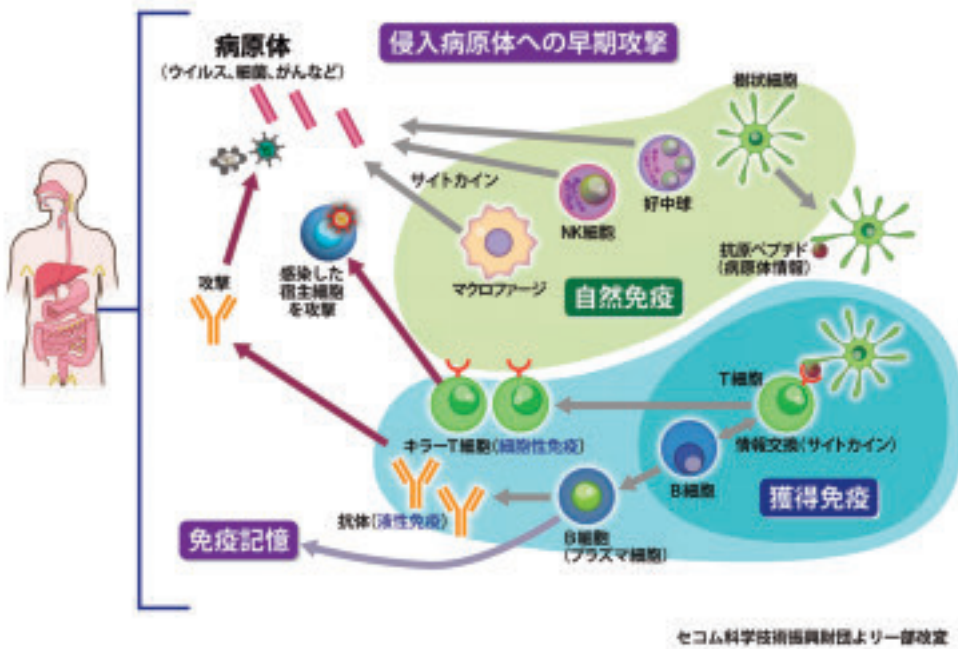 病原体
(ウイルス、細菌、がんなど)
侵入病原体への早期攻撃
樹状細胞
サイトカイン
好中球
NK細胞
マクロファージ
自然免疫
抗原ペプチド
(病原体情報)
攻撃
感染した
宿主細胞
を攻撃
T細胞
キラーT細胞(細胞性免疫)
情報交換(サイトカイン)
B細胞
獲得免疫
抗体(液性免疫)
B細胞
(プラズマ細胞)
免疫記憶
セコム科学技術振興財団より一部改変